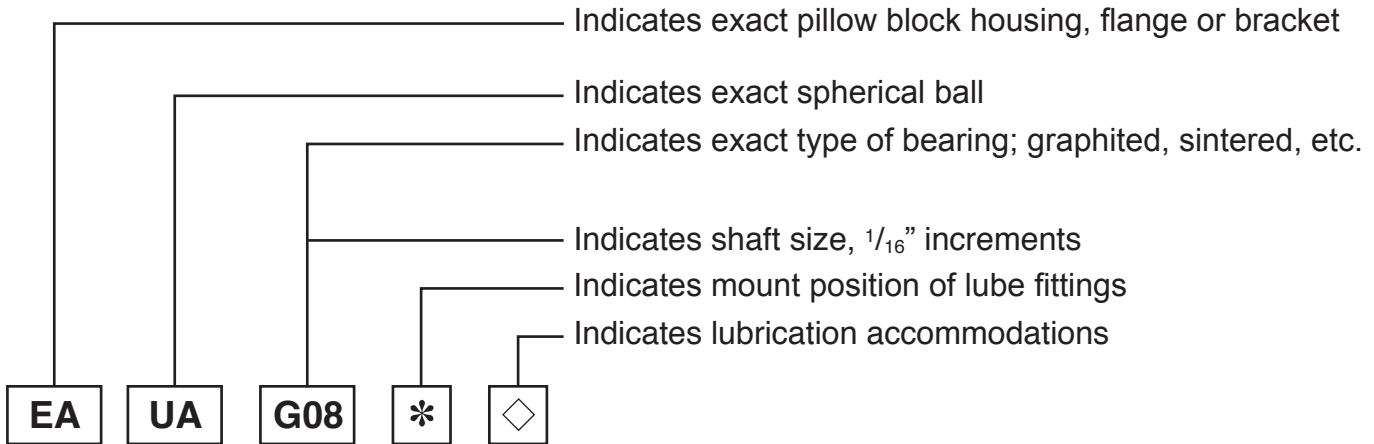 Indicates exact pillow block housing, flange or bracket
Indicates exact spherical ball
Indicates exact type of bearing; graphited, sintered, etc.
Indicates shaft size, 1/16” increments
Indicates mount position of lube fittings
Indicates lubrication accommodations
EA UA G08 ✻ ◇